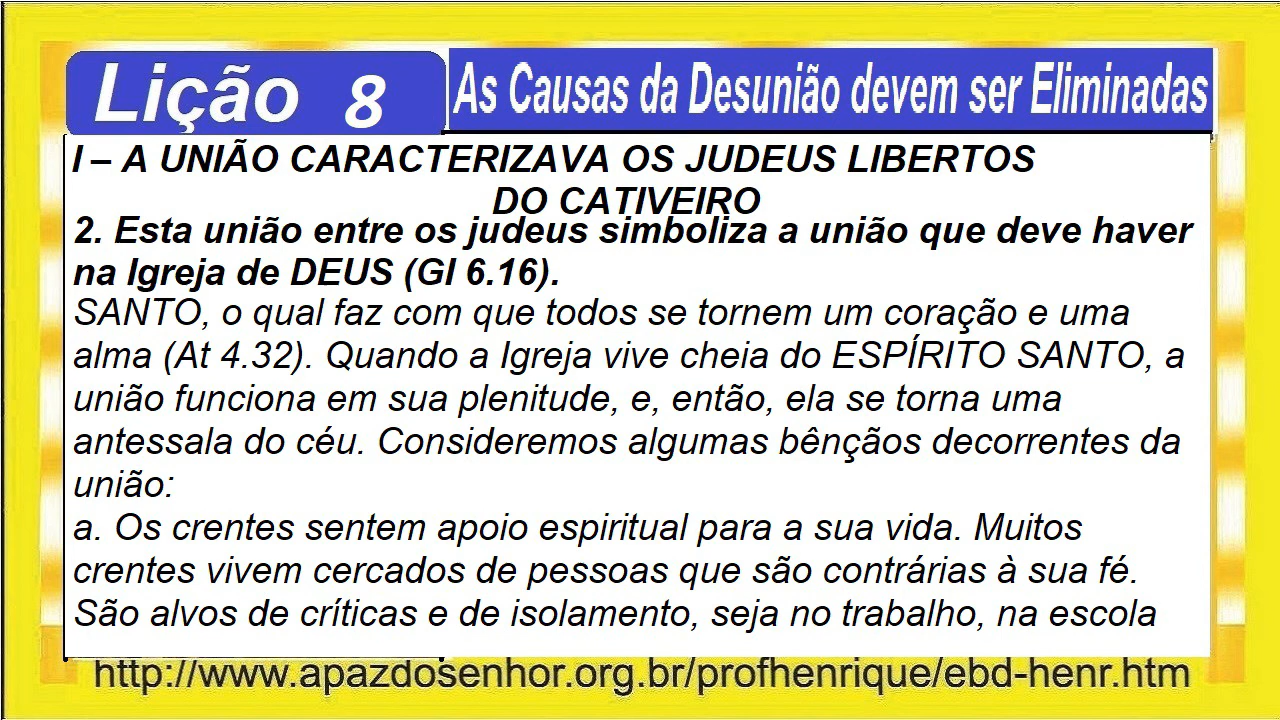 Lição 8 As Causas da Desunião devem ser Eliminadas
I – A UNIÃO CARACTERIZAVA OS JUDEUS LIBERTOS
DO CATIVEIRO
2. Esta união entre os judeus simboliza a união que deve haver
na Igreja de DEUS (Gl 6.16).
SANTO, o qual faz com que todos se tornem um coração e uma
alma (At 4.32). Quando a Igreja vive cheia do ESPÍRITO SANTO, a
união funciona em sua plenitude, e, então, ela se torna uma
antessala do céu. Consideremos algumas bênçãos decorrentes da
união:
a. Os crentes sentem apoio espiritual para a sua vida. Muitos
crentes vivem cercados de pessoas que são contrárias à sua fé.
São alvos de críticas e de isolamento, seja no trabalho, na escola
http://www.apazdosenhor.org.br/profhenrique/ebd-henr.htm